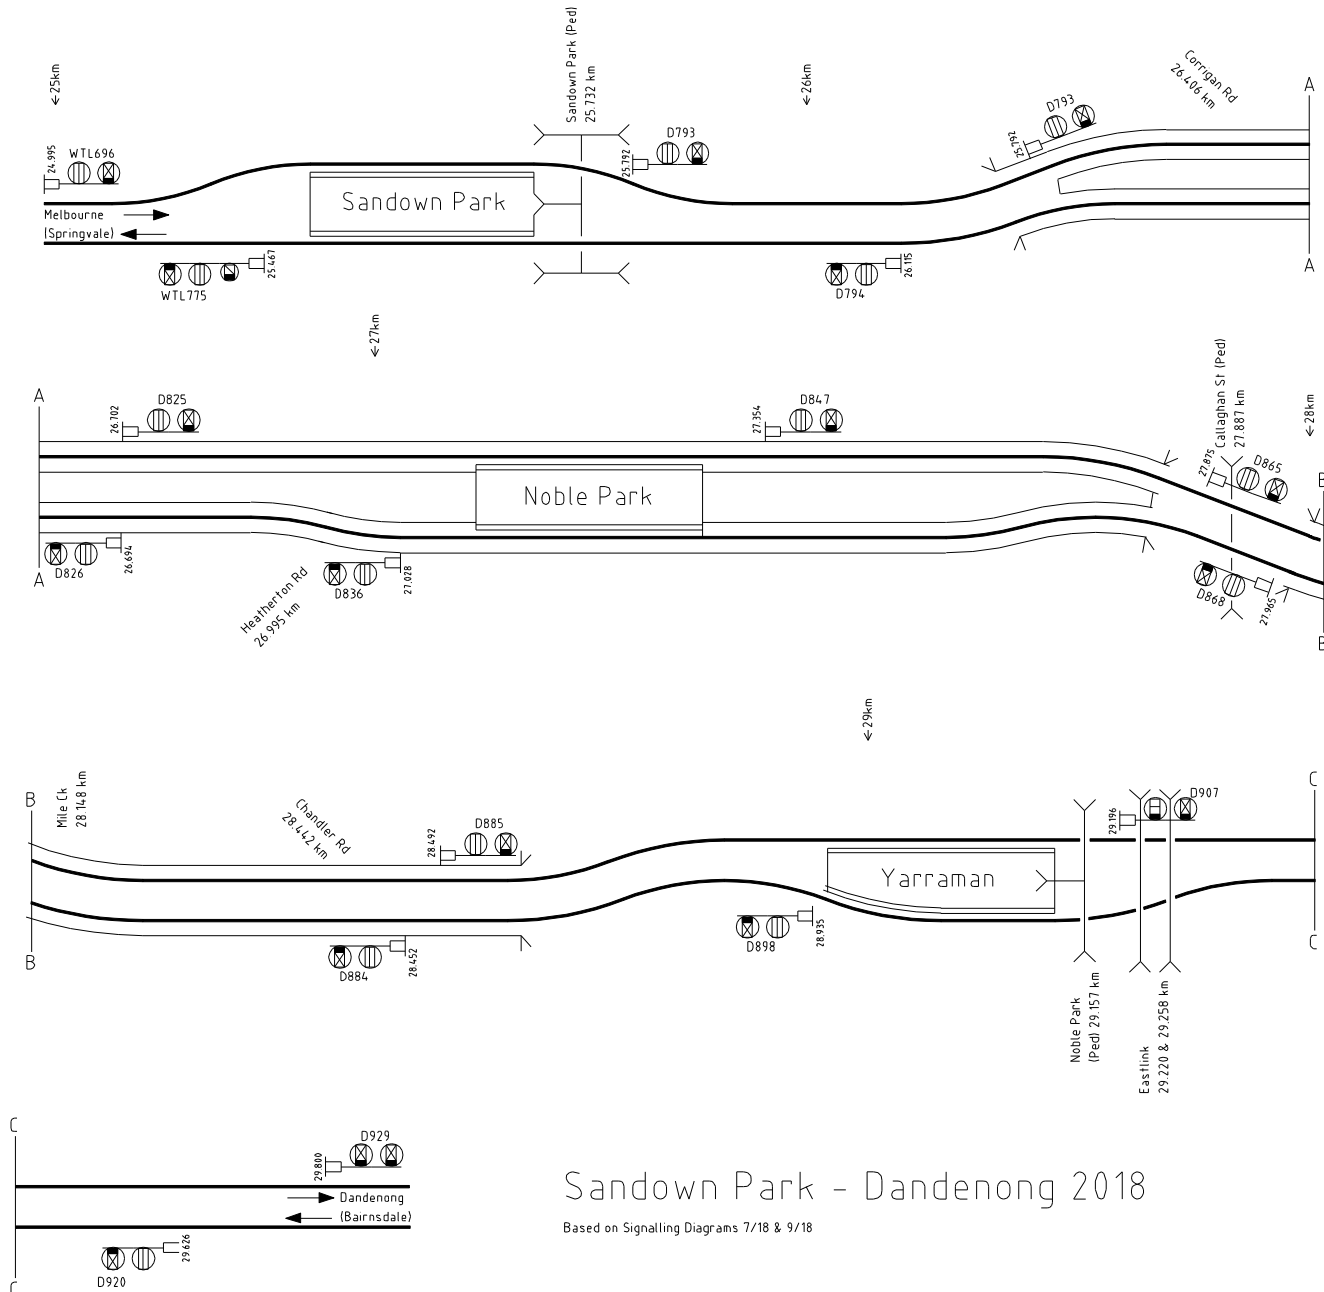 25km
Sandown Park (Ped)
25.732 km
26km
Corrigan Rd
26.406 km
A
24.995
WTL696
25.792
D793
25.792
D793
Sandown Park
Melbourne
(Springvale)
WTL775
25.467
D794
26.115
A
27km
A
26.702
D825
27.354
D847
Callaghan St (Ped)
27.887 km
28km
27.875
D865
B
Noble Park
D826
26.694
A
Heatherton Rd
26.995 km
D836
27.028
D868
27.965
B
29km
B
Mile Ck
28.148 km
Chandler Rd
28.442 km
28.492
D885
29.196
D907
C
Yarraman
B
D884
28.452
D898
28.935
C
Noble Park
(Ped) 29.157 km
Eastlink
29.220 & 29.258 km
C
29.800
D929
Dandenong
(Bairnsdale)
D920
29.626
C
Sandown Park - Dandenong 2018
Based on Signalling Diagrams 7/18 & 9/18